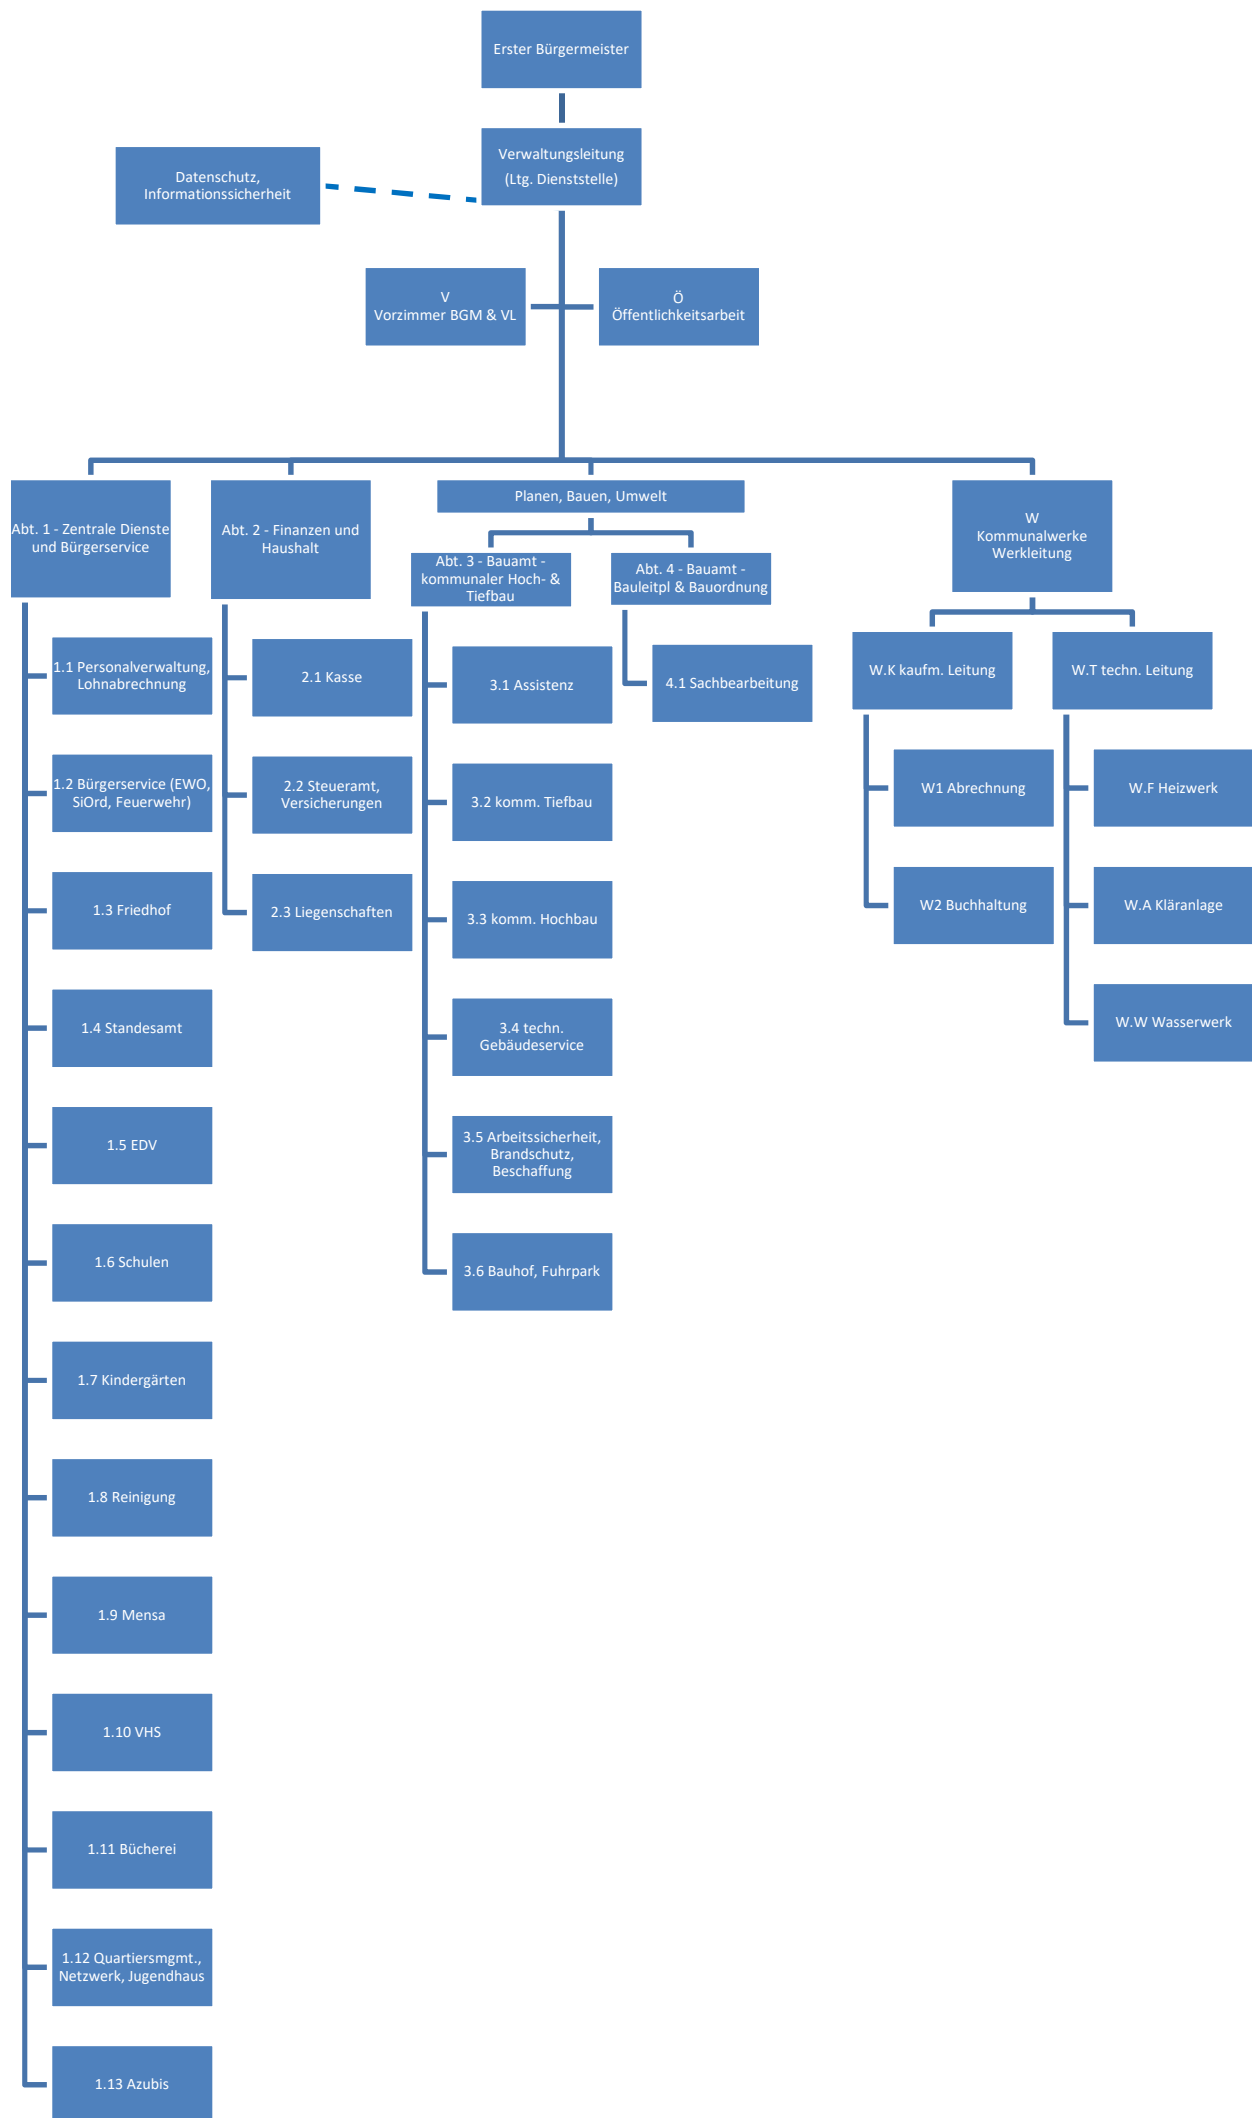 Erster Bürgermeister
Verwaltungsleitung
(Ltg. Dienststelle)
Datenschutz,
Informationssicherheit
V
Vorzimmer BGM & VL
Ö
Öffentlichkeitsarbeit
Abt. 1 - Zentrale Dienste
und Bürgerservice
1.1 Personalverwaltung,
Lohnabrechnung
1.2 Bürgerservice (EWO,
SiOrd, Feuerwehr)
1.3 Friedhof
1.4 Standesamt
1.5 EDV
1.6 Schulen
1.7 Kindergärten
1.8 Reinigung
1.9 Mensa
1.10 VHS
1.11 Bücherei
1.12 Quartiersmgmt.,
Netzwerk, Jugendhaus
1.13 Azubis
Abt. 2 - Finanzen und
Haushalt
2.1 Kasse
2.2 Steueramt,
Versicherungen
2.3 Liegenschaften
Planen, Bauen, Umwelt
Abt. 3 - Bauamt -
kommunaler Hoch- &
Tiefbau
3.1 Assistenz
3.2 komm. Tiefbau
3.3 komm. Hochbau
3.4 techn.
Gebäudeservice
3.5 Arbeitssicherheit,
Brandschutz,
Beschaffung
3.6 Bauhof, Fuhrpark
Abt. 4 - Bauamt -
Bauleitpl & Bauordnung
4.1 Sachbearbeitung
W
Kommunalwerke
Werkleitung
W.K kaufm. Leitung
W1 Abrechnung
W2 Buchhaltung
W.T techn. Leitung
W.F Heizwerk
W.A Kläranlage
W.W Wasserwerk